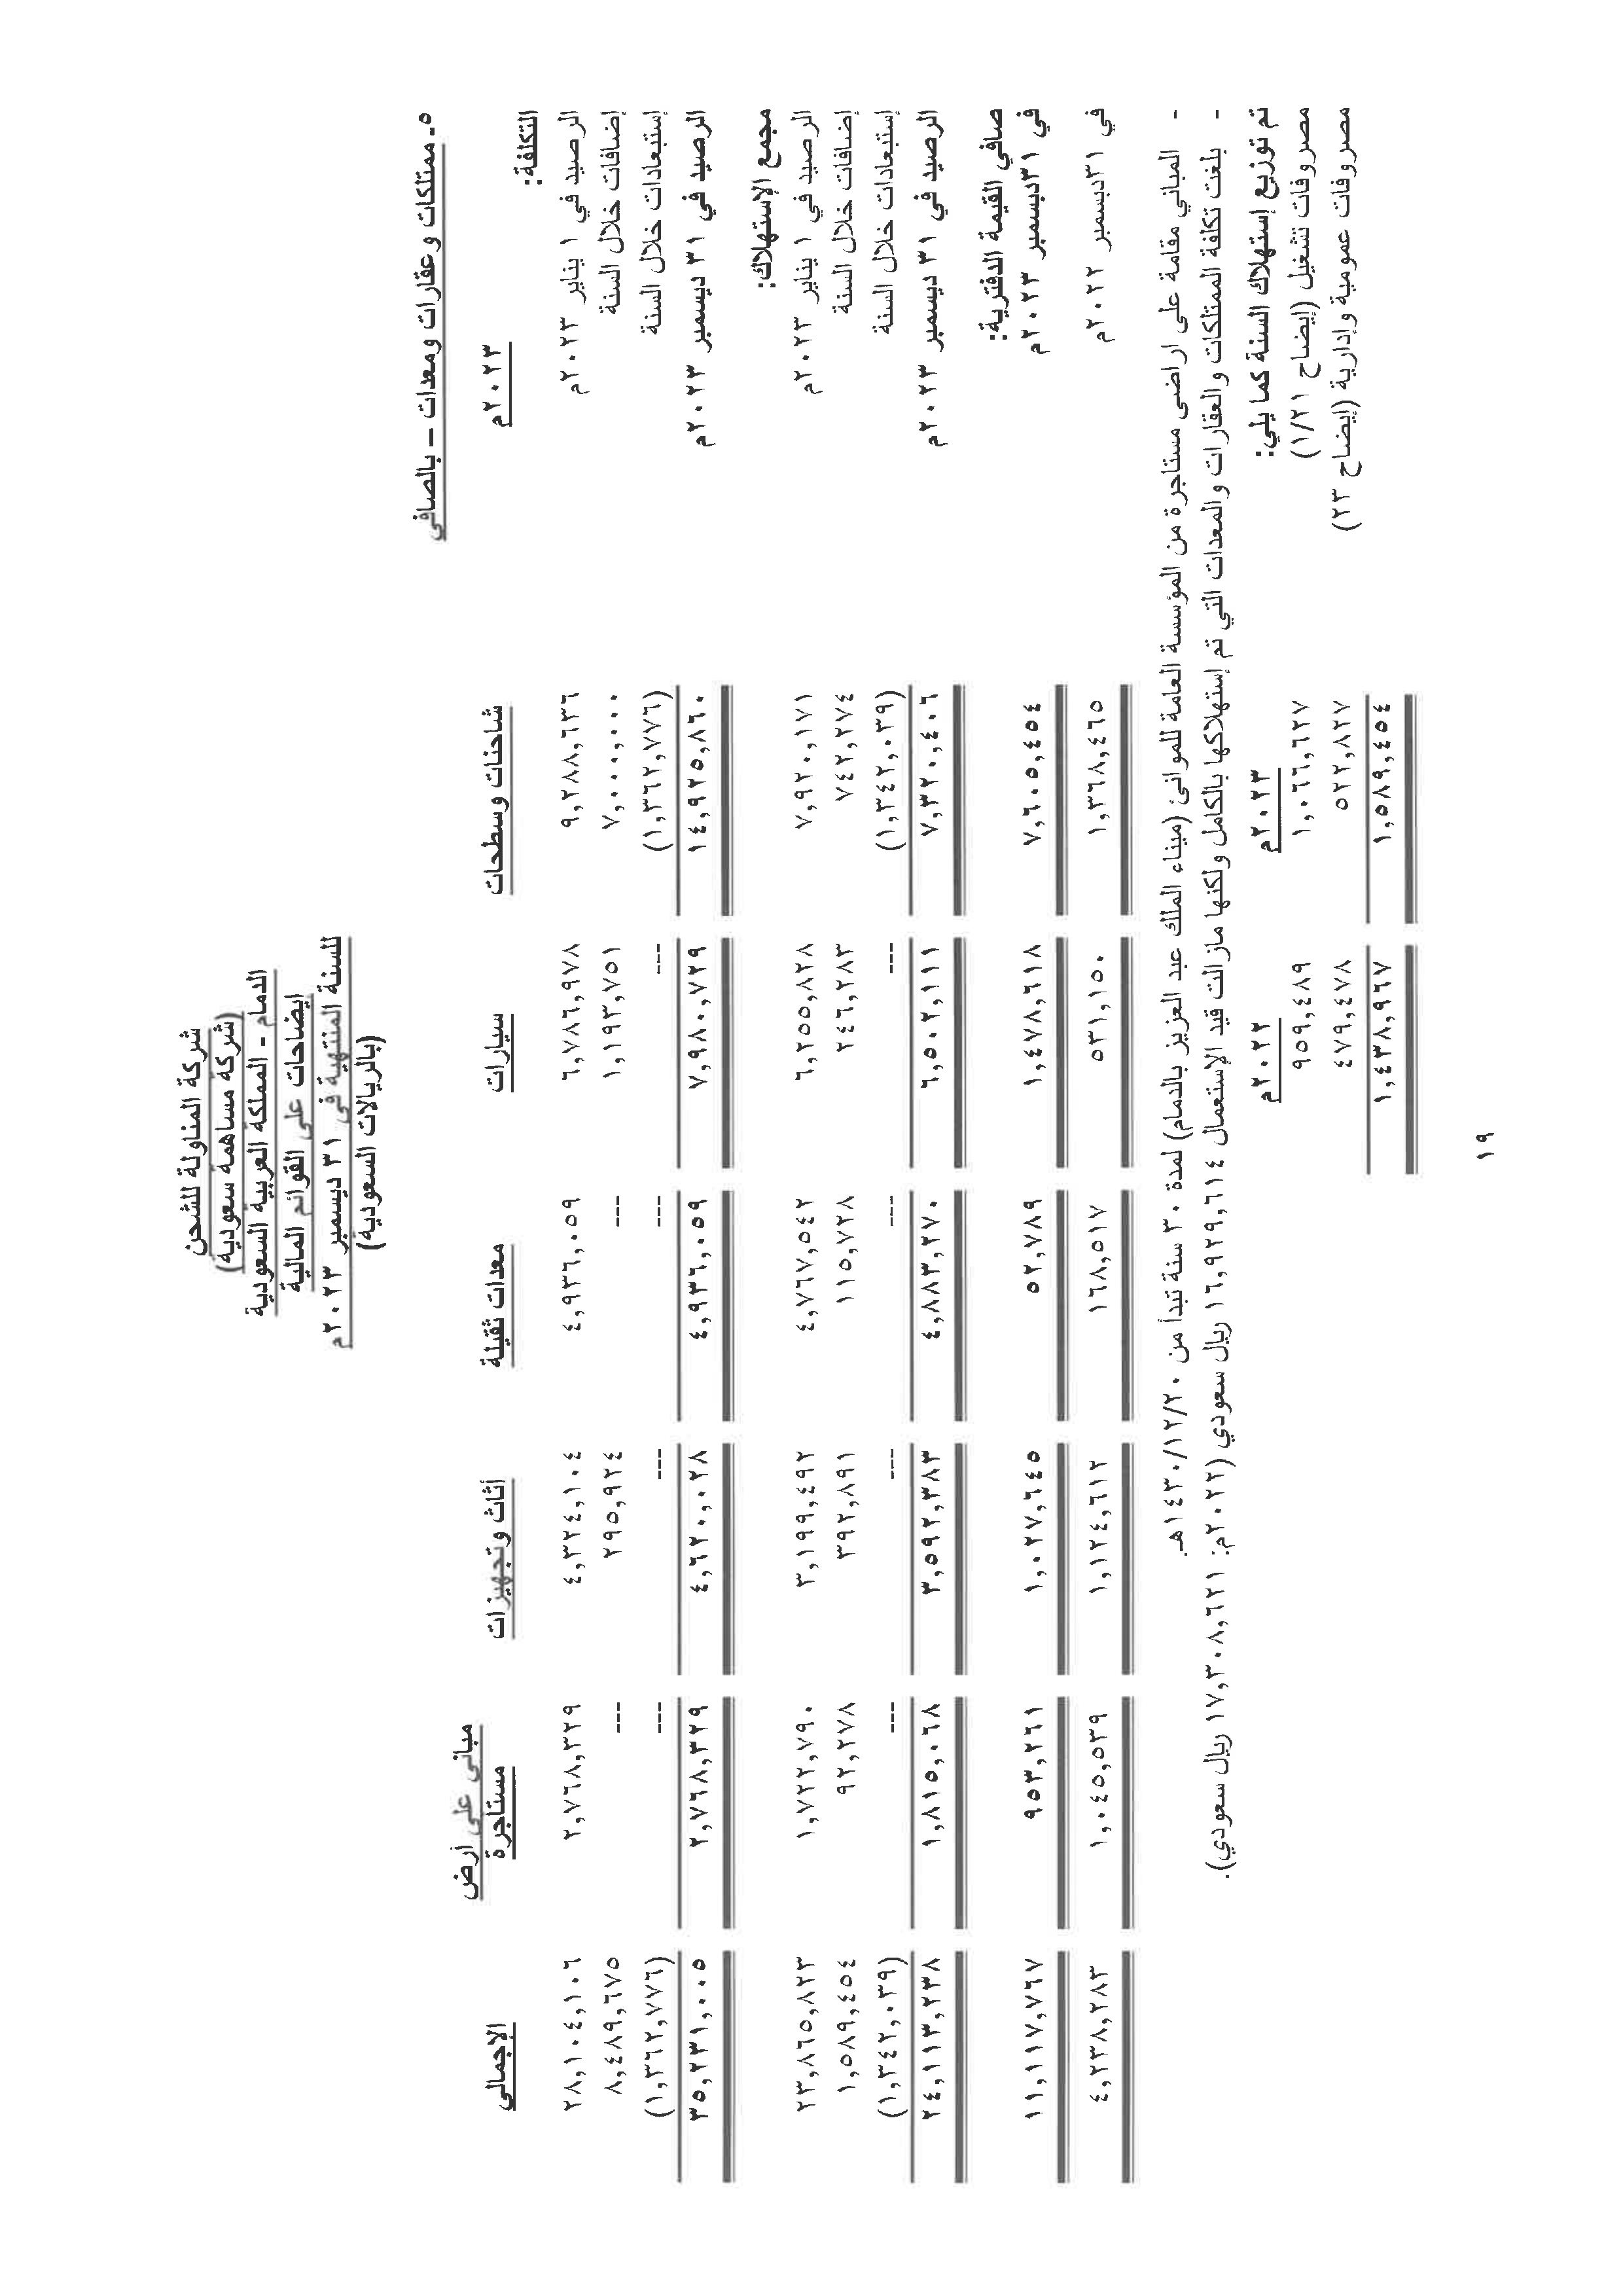 شركة المناولة للشحن
(شركة مساهمة سعودية)
الدمام - المملكة العربية السعودية
إيضاحات على القوائم المالية
للسنة المنتهية في ٣١ ديسمبر ٢٠٢٣م
(بالريالات السعودية)
٥- ممتلكات وعقارات ومعدات – بالصافي
٢٠٢٣م شاحنات وسطحات سيارات معدات ثقيلة أثاث وتجهيزات مباني على أرض مستاجرة الإجمالي
التكلفة:
الرصيد في ١ يناير ٢٠٢٣م ٩,٢٨٨,٦٣٦ ٦,٧٨٦,٩٧٨ ٤,٩٣٦,٠٥٩ ٤,٣٢٤,١٠٤ ٢,٧٦٨,٣٢٩ ٢٨,١٠٤,١٠٦
إضافات خلال السنة ٧,٠٠٠,٠٠٠ ١,١٩٣,٧٥١ --- ٢٩٥,٩٢٤ --- ٨,٤٨٩,٦٧٥
إستبعادات خلال السنة (١,٣٦٢,٧٧٦) --- --- --- --- (١,٣٦٢,٧٧٦)
الرصيد في ٣١ ديسمبر ٢٠٢٣م ١٤,٩٢٥,٨٦٠ ٧,٩٨٠,٧٢٩ ٤,٩٣٦,٠٥٩ ٤,٦٢٠,٠٢٨ ٢,٧٦٨,٣٢٩ ٣٥,٢٣١,٠٠٥
مجمع الإستهلاك:
الرصيد في ١ يناير ٢٠٢٣م ٧,٩٢٠,١٧١ ٦,٢٥٥,٨٢٨ ٤,٧٦٧,٥٤٢ ٣,١٩٩,٤٩٢ ١,٧٢٢,٧٩٠ ٢٣,٨٦٥,٨٢٣
إضافات خلال السنة ٧٤٢,٢٧٤ ٢٤٦,٢٨٣ ١١٥,٧٢٨ ٣٩٢,٨٩١ ٩٢,٢٧٨ ١,٥٨٩,٤٥٤
إستبعادات خلال السنة (١,٣٤٢,٠٣٩) --- --- --- --- (١,٣٤٢,٠٣٩)
الرصيد في ٣١ ديسمبر ٢٠٢٣م ٧,٣٢٠,٤٠٦ ٦,٥٠٢,١١١ ٤,٨٨٣,٢٧٠ ٣,٥٩٢,٣٨٣ ١,٨١٥,٠٦٨ ٢٤,١١٣,٢٣٨
صافي القيمة الدفترية:
في ٣١ديسمبر ٢٠٢٣م ٧,٦٠٥,٤٥٤ ١,٤٧٨,٦١٨ ٥٢,٧٨٩ ١,٠٢٧,٦٤٥ ٩٥٣,٢٦١ ١١,١١٧,٧٦٧
في ٣١ديسمبر ٢٠٢٢م ١,٣٦٨,٤٦٥ ٥٣١,١٥٠ ١٦٨,٥١٧ ١,١٢٤,٦١٢ ١,٠٤٥,٥٣٩ ٤,٢٣٨,٢٨٣
- المباني مقامة على اراضى مستاجرة من المؤسسة العامة للموانئ (ميناء الملك عبد العزيز بالدمام) لمدة ٣٠ سنة تبدأ من ١٤٣٠/١٢/٢٠هـ.
- بلغت تكلفة الممتلكات والعقارات والمعدات التي تم إستهلاكها بالكامل ولكنها مازالت قيد الإستعمال ١٦,٩٢٩,٦١٤ ريال سعودي (٢٠٢٢م: ١٧,٣٠٨,٦٢١ ريال سعودي).
تم توزيع إستهلاك السنة كما يلي: ٢٠٢٣م ٢٠٢٢م
مصروفات تشغيل (إيضاح ١/٢١) ١,٠٦٦,٦٢٧ ٩٥٩,٤٨٩
مصروفات عمومية وإدارية (إيضاح ٢٣) ٥٢٢,٨٢٧ ٤٧٩,٤٧٨
١,٥٨٩,٤٥٤ ١,٤٣٨,٩٦٧
١٩